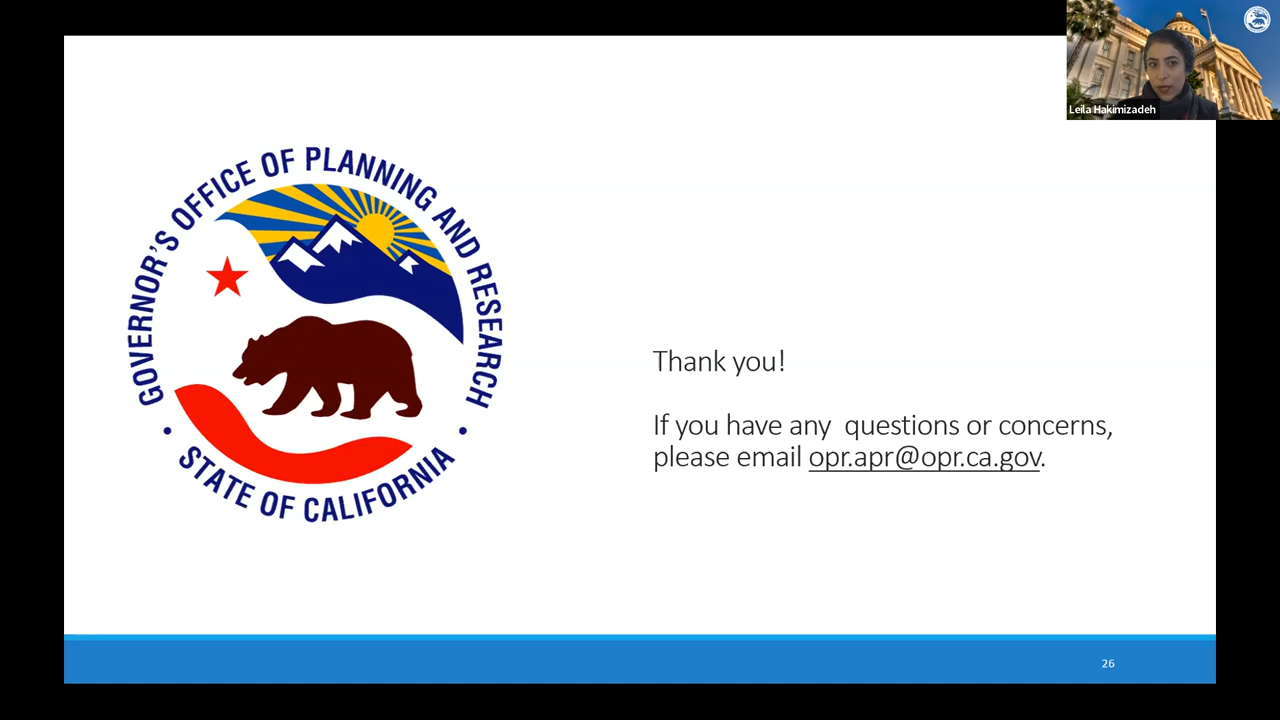 Leila Hakimizadeh
GOVERNOR'S OFFICE OF PLANNING AND RESEARCH
• STATE OF CALIFORNIA •
Thank you!
If you have any  questions or concerns,
please email opr.apr@opr.ca.gov.
26